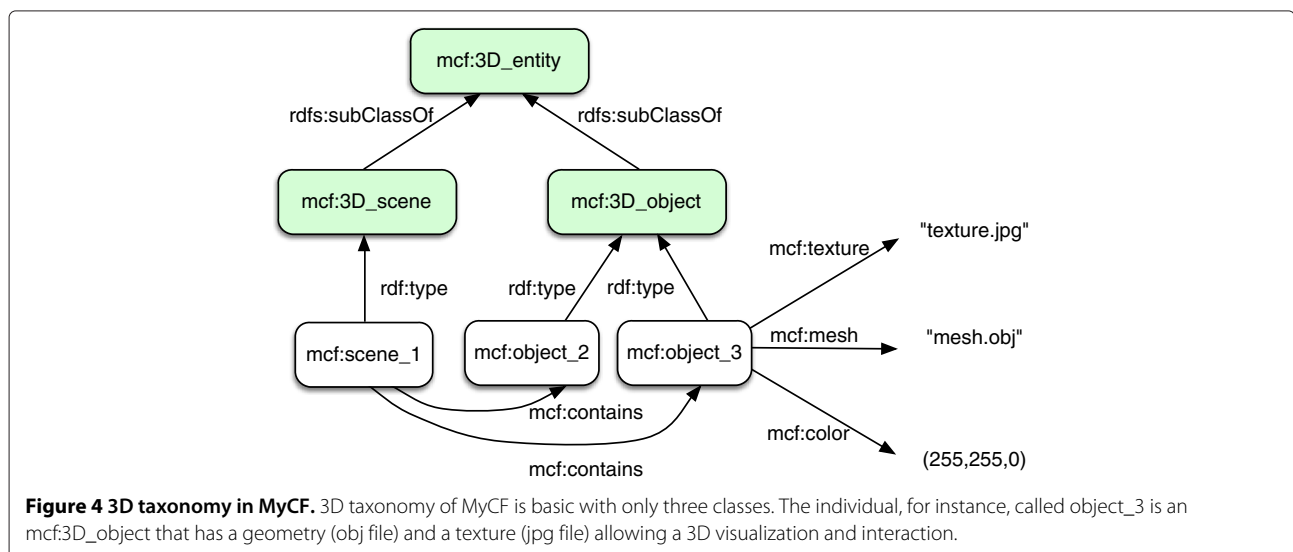 mcf:3D_entity
rdfs:subClassOf
rdfs:subClassOf
mcf:3D_scene
mcf:3D_object
"texture.jpg"
mcf:texture
rdf:type
rdf:type
rdf:type
mcf:scene_1
mcf:object_2
mcf:object_3
mcf:mesh
"mesh.obj"
mcf:contains
mcf:color
mcf:contains
(255,255,0)
Figure 4 3D taxonomy in MyCF. 3D taxonomy of MyCF is basic with only three classes. The individual, for instance, called object_3 is an
mcf:3D_object that has a geometry (obj file) and a texture (jpg file) allowing a 3D visualization and interaction.